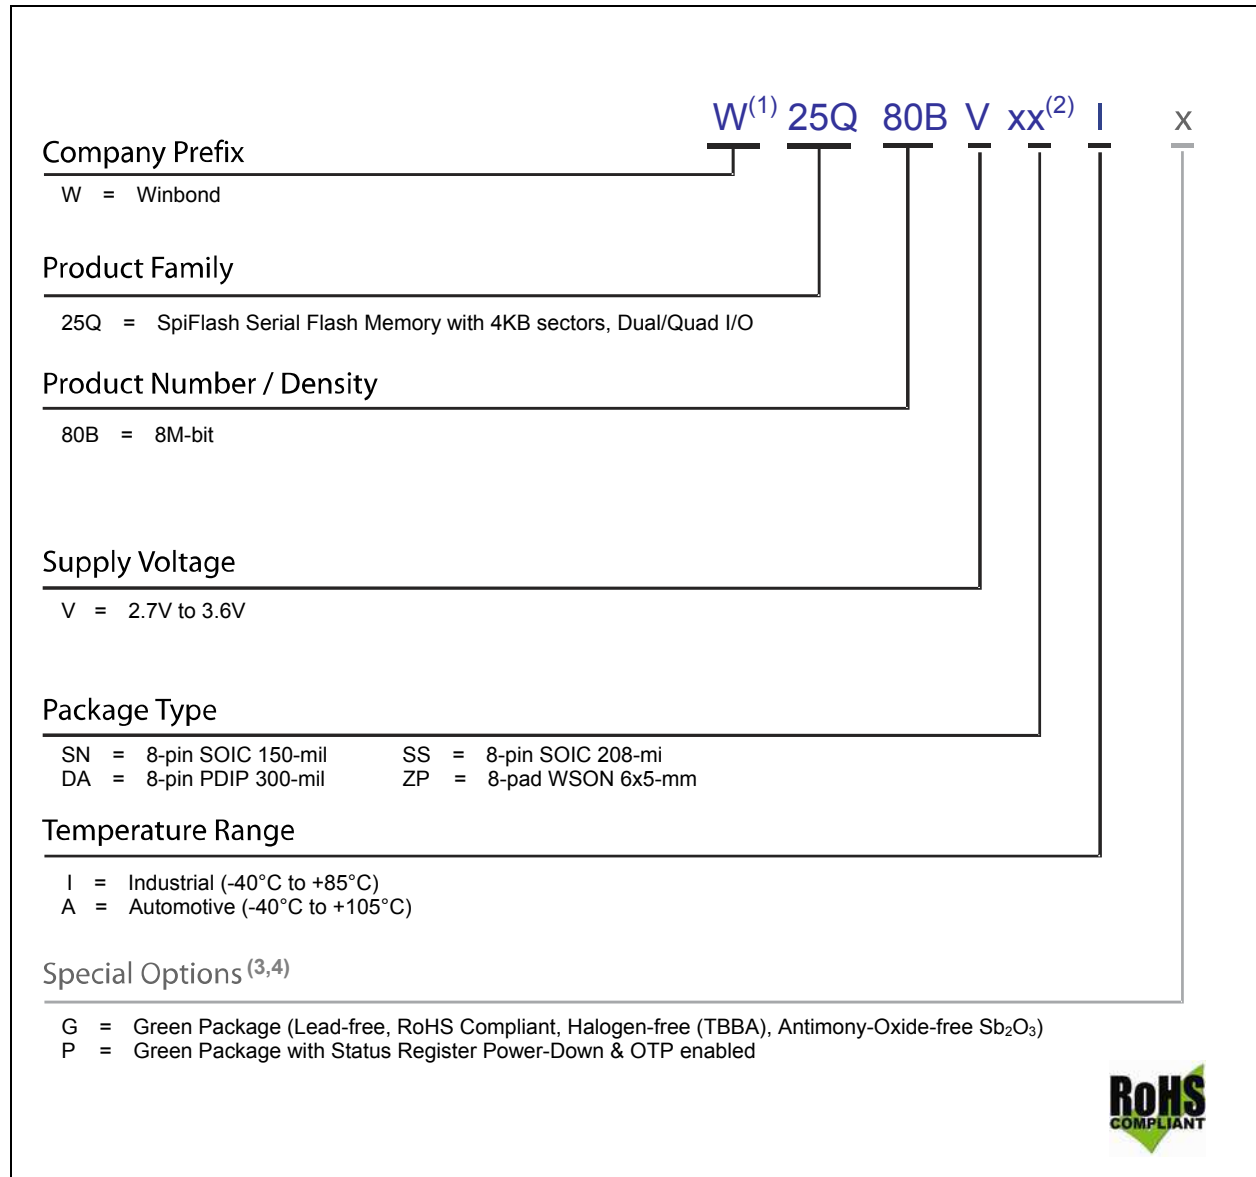 W(1) 25Q 80B V xx(2) I x
Company Prefix
W = Winbond
Product Family
25Q = SpiFlash Serial Flash Memory with 4KB sectors, Dual/Quad I/O
Product Number / Density
80B = 8M-bit
Supply Voltage
V = 2.7V to 3.6V
Package Type
SN = 8-pin SOIC 150-mil SS = 8-pin SOIC 208-mi
DA = 8-pin PDIP 300-mil ZP = 8-pad WSON 6x5-mm
Temperature Range
I = Industrial (-40°C to +85°C)
A = Automotive (-40°C to +105°C)
Special Options (3,4)
G = Green Package (Lead-free, RoHS Compliant, Halogen-free (TBBA), Antimony-Oxide-free Sb₂O₃)
P = Green Package with Status Register Power-Down & OTP enabled
RoHS
COMPLIANT